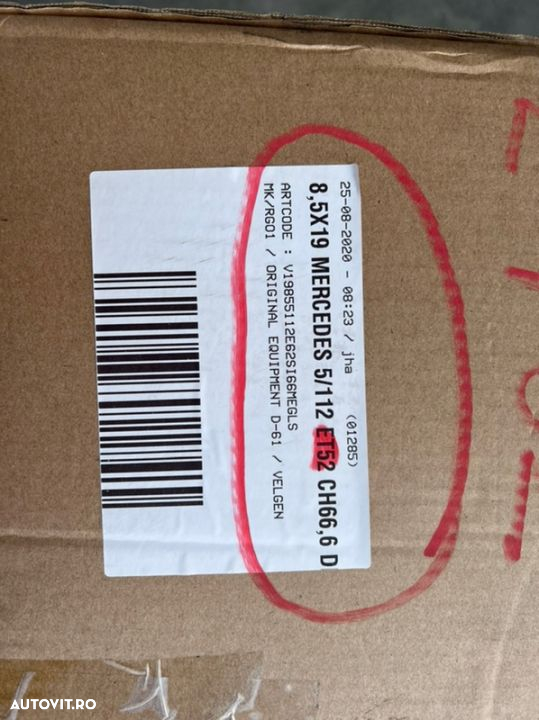 25-08-2020 - 08:23 / jha (01285)
8,5X19 MERCEDES 5/112 ET52 CH66,6 D
ARTCODE : V19855112E62SI66MEGLS
MK/RG01 / ORIGINAL EQUIPMENT D-61 / VELGEN
AUTOVIT.RO